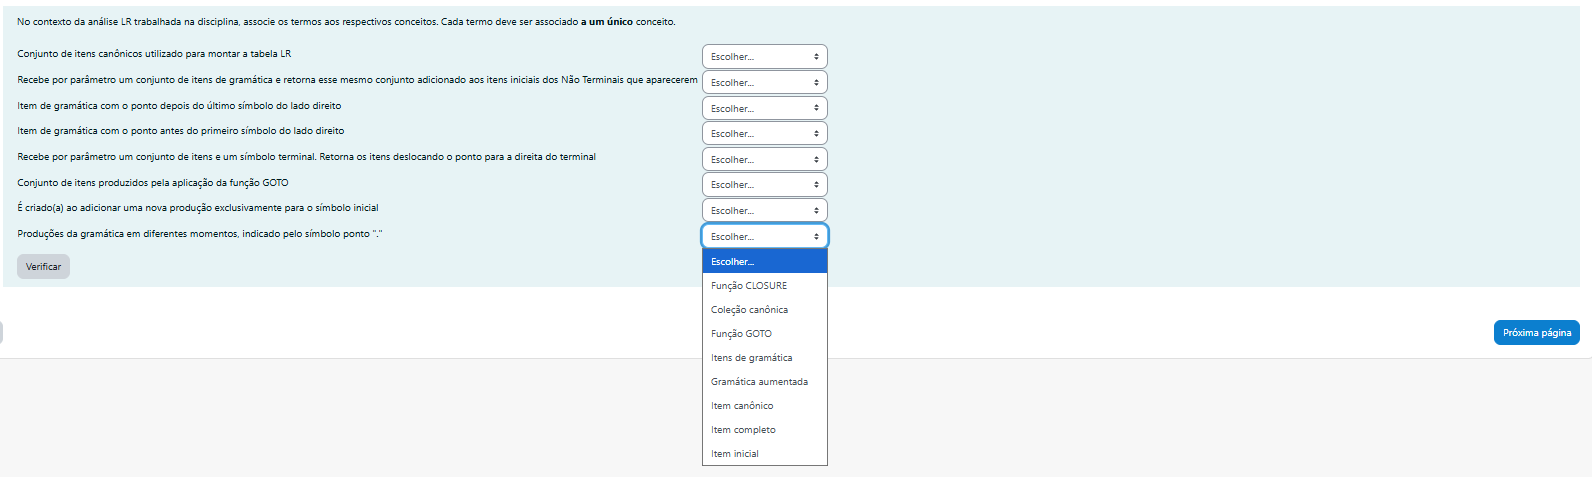 No contexto da análise LR trabalhada na disciplina, associe os termos aos respectivos conceitos. Cada termo deve ser associado a um único conceito.
Conjunto de itens canônicos utilizado para montar a tabela LR
Escolher...
Recebe por parâmetro um conjunto de itens de gramática e retorna esse mesmo conjunto adicionado aos itens iniciais dos Não Terminais que aparecerem
Escolher...
Item de gramática com o ponto depois do último símbolo do lado direito
Escolher...
Item de gramática com o ponto antes do primeiro símbolo do lado direito
Escolher...
Recebe por parâmetro um conjunto de itens e um símbolo terminal. Retorna os itens deslocando o ponto para a direita do terminal
Escolher...
Conjunto de itens produzidos pela aplicação da função GOTO
Escolher...
É criado(a) ao adicionar uma nova produção exclusivamente para o símbolo inicial
Escolher...
Produções da gramática em diferentes momentos, indicado pelo símbolo ponto "."
Escolher...
Verificar
Escolher...
Função CLOSURE
Coleção canônica
Função GOTO
Itens de gramática
Gramática aumentada
Item canônico
Item completo
Item inicial
Próxima página